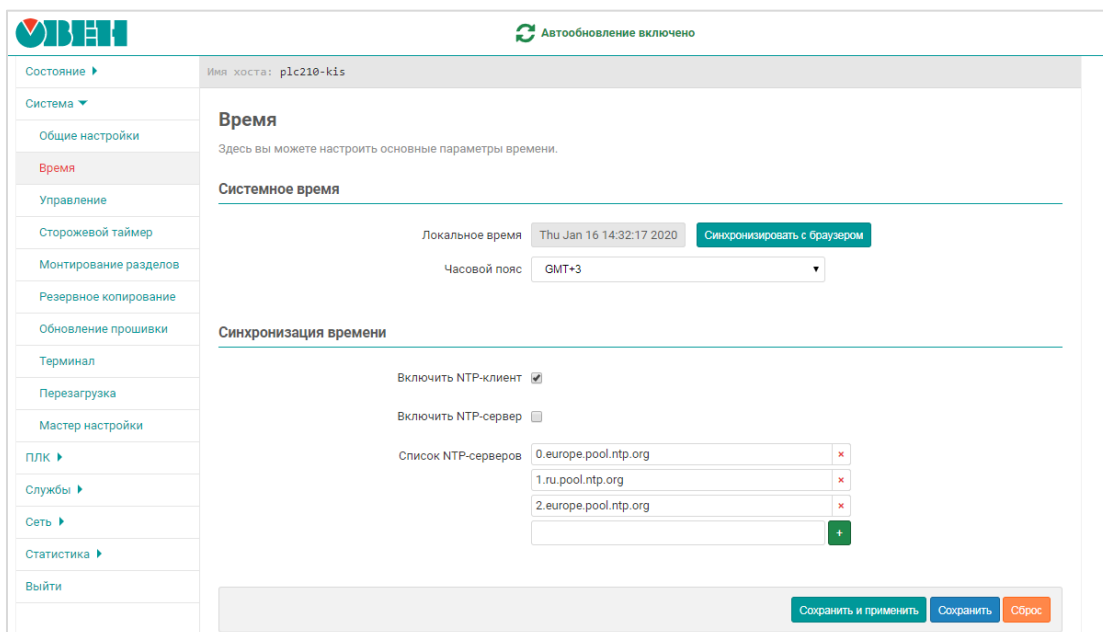 ОВЕН
Автообновление включено
Состояние
Система
Общие настройки
Время
Управление
Сторожевой таймер
Монтирование разделов
Резервное копирование
Обновление прошивки
Терминал
Перезагрузка
Мастер настройки
ПЛК
Службы
Сеть
Статистика
Выйти
Имя хоста: plc210-kis
Время
Здесь вы можете настроить основные параметры времени.
Системное время
Локальное время Thu Jan 16 14:32:17 2020 Синхронизировать с браузером
Часовой пояс GMT+3
Синхронизация времени
Включить NTP-клиент
Включить NTP-сервер
Список NTP-серверов 0.europe.pool.ntp.org ×
1.ru.pool.ntp.org ×
2.europe.pool.ntp.org ×
+
Сохранить и применить Сохранить Сброс